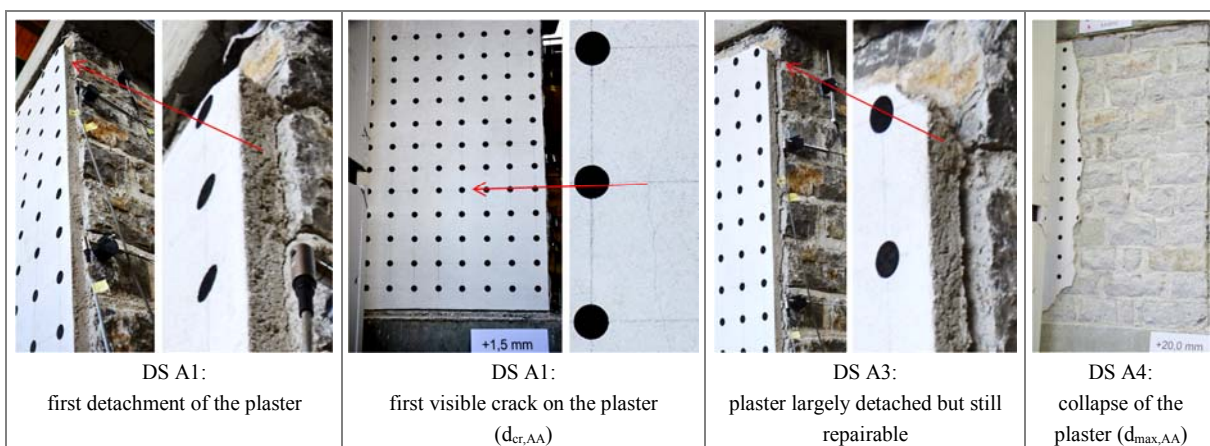 +1,5 mm
+20,0 mm
DS A1:
first detachment of the plaster
DS A1:
first visible crack on the plaster
(dcr,AA)
DS A3:
plaster largely detached but still
repairable
DS A4:
collapse of the
plaster (dmax,AA)